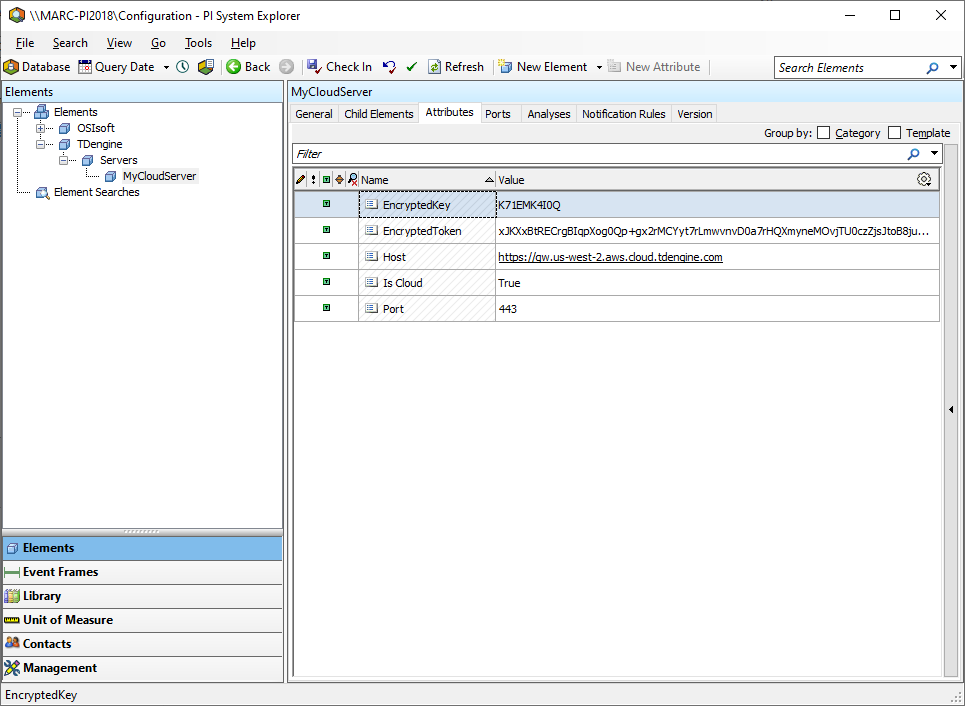 \\MARC-PI2018\Configuration - PI System Explorer
File Search View Go Tools Help
Database Query Date Back Check In Refresh New Element New Attribute Search Elements
Elements
MyCloudServer
Elements
OSIsoft
TDengine
Servers
MyCloudServer
Element Searches
General Child Elements Attributes Ports Analyses Notification Rules Version
Group by: Category Template
Filter
Name Value
EncryptedKey K71EMK4I0Q
EncryptedToken xJKXxBtRECrgBIqpXog0Qp+gx2rMCYyt7rLmwvnvD0a7rHQXmyneMOvjTU0czZjsJtoB8ju...
Host https://gw.us-west-2.aws.cloud.tdengine.com
Is Cloud True
Port 443
Elements
Event Frames
Library
Unit of Measure
Contacts
Management
EncryptedKey